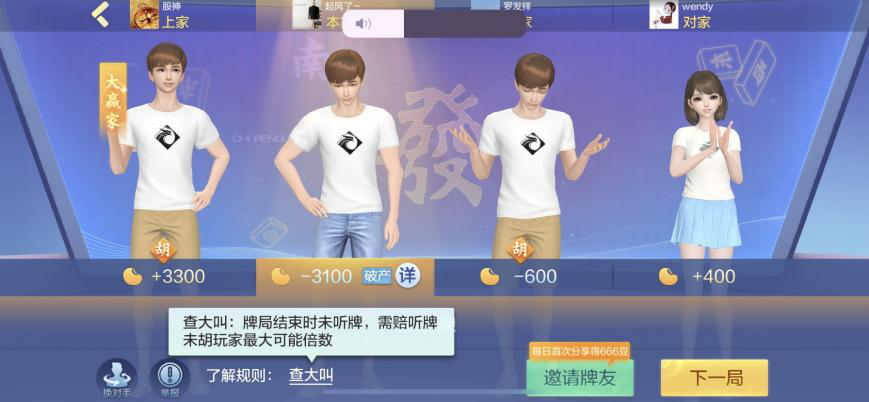 股神
上家
起风了~
本
罗发祥
家
wendy
对家
大赢家
南
發
CHI PENG
胡
胡
+3300
-3100
破产
详
-600
+400
查大叫：牌局结束时未听牌，需赔听牌
未胡玩家最大可能倍数
换对手
举报
了解规则：
查大叫
每日首次分享得666豆
邀请牌友
下一局